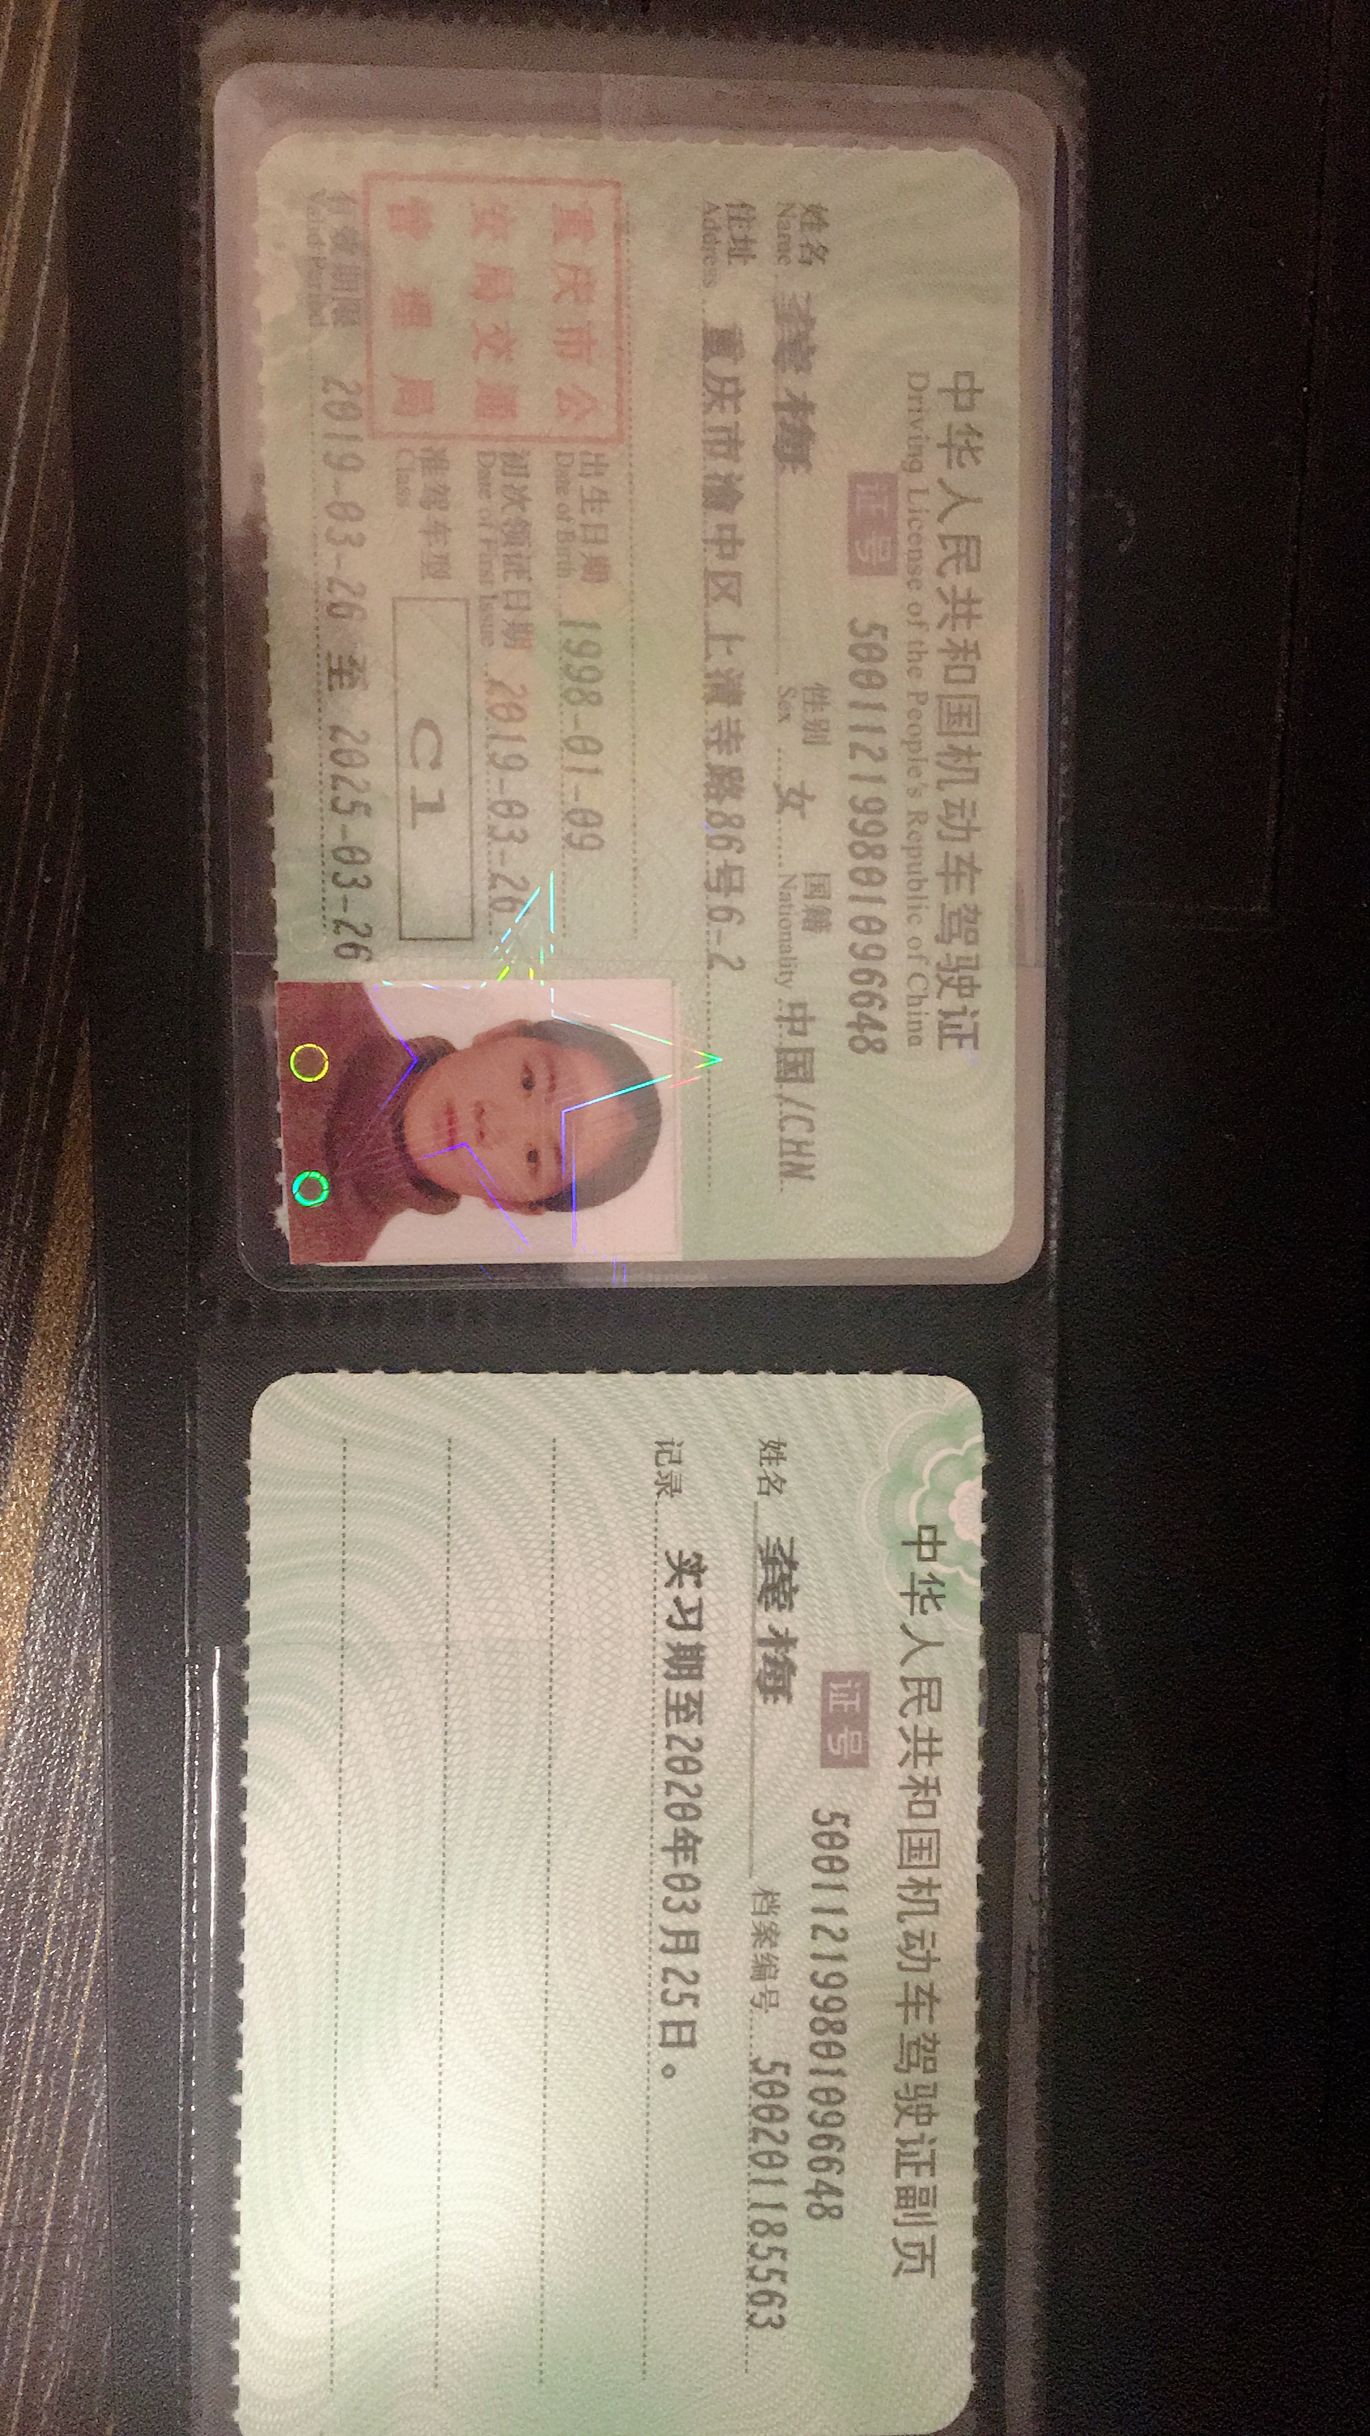 中华人民共和国机动车驾驶证
Driving License of the People's Republic of China
证号 500112199801096648
姓名 龚梅 性别 女 国籍 中国/CHN
Name Sex Nationality
住址 重庆市渝中区上清寺路86号6-2
Address
重庆市公
安局交通
管理局
出生日期 1998-01-09
Date of Birth
初次领证日期 2019-03-26
Date of First Issue
准驾车型 C1
Class
有效期限 2019-03-26 至 2025-03-26
Valid Period
中华人民共和国机动车驾驶证副页
证号 500112199801096648
姓名 龚梅 档案编号 500201185563
记录 实习期至2020年03月25日。